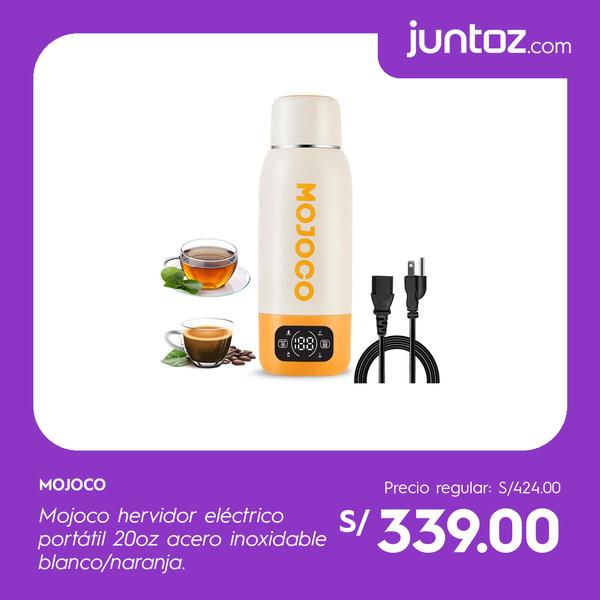 juntoz.com
MOJOCO
188
MOJOCO
Mojoco hervidor eléctrico
portátil 20oz acero inoxidable
blanco/naranja.
Precio regular: S/424.00
S/ 339.00